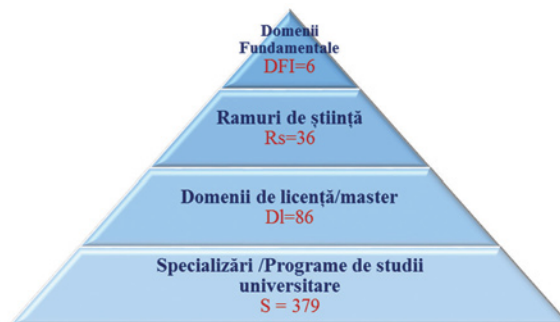 Domenii
Fundamentale
DFI=6
Ramuri de știință
Rs=36
Domenii de licență/master
Dl=86
Specializări /Programe de studii
universitare
S = 379